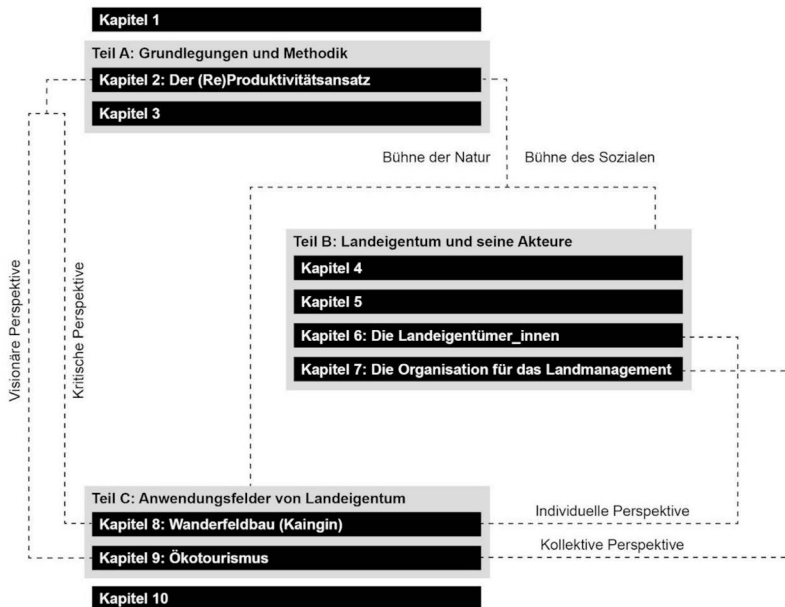 Kapitel 1
Teil A: Grundlegungen und Methodik
Kapitel 2: Der (Re)Produktivitätsansatz
Kapitel 3
Bühne der Natur
Bühne des Sozialen
Teil B: Landeigentum und seine Akteure
Kapitel 4
Kapitel 5
Kapitel 6: Die Landeigentümer_innen
Kapitel 7: Die Organisation für das Landmanagement
Visionäre Perspektive
Kritische Perspektive
Teil C: Anwendungsfelder von Landeigentum
Kapitel 8: Wanderfeldbau (Kaingin)
Individuelle Perspektive
Kapitel 9: Ökotourismus
Kollektive Perspektive
Kapitel 10